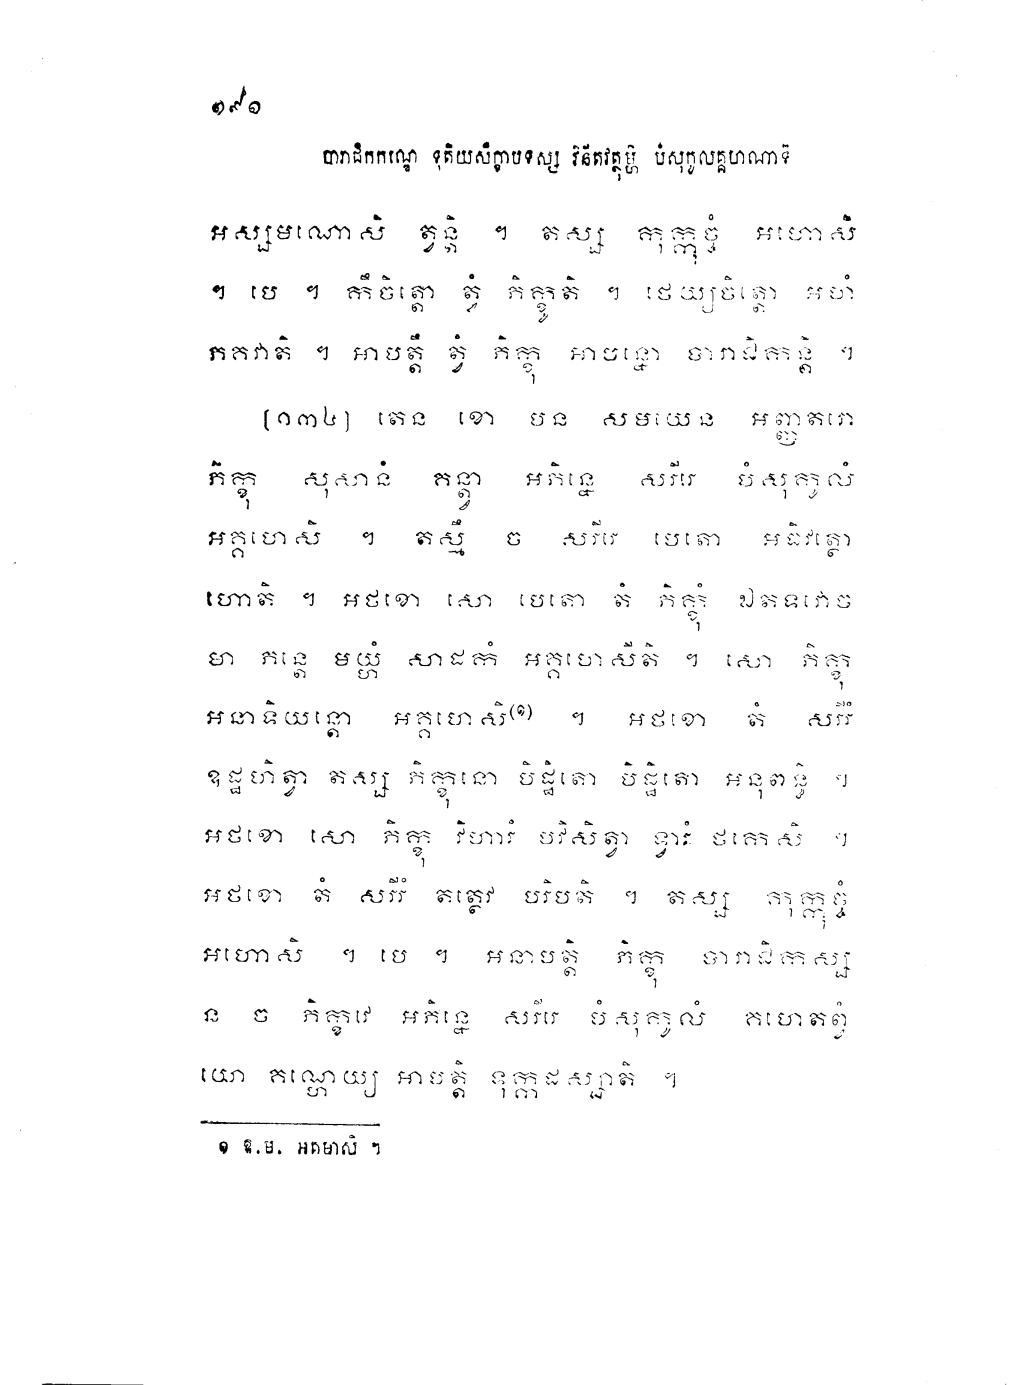 ១៩១
បារាជិកកណ្ឌេ ទុតិយសិក្ខាបទស្ស វិនីតវត្ថុម្ហិ បំសុកូលគ្គហណាទិ
អស្សមណោសិ ត្វន្តិ ។ តស្ស កុក្កុច្ចំ អហោសិ
។ បេ ។ កឹចិត្តោ ត្វំ ភិក្ខូតិ ។ ថេយ្យចិត្តោ អហំ
ភគវាតិ ។ អាបត្តឹ ត្វំ ភិក្ខុ អាបន្នោ បារាជិកន្តិ ។
[១៣៤] តេន ខោ បន សមយេន អញ្ញតរោ
ភិក្ខុ សុសានំ គន្ត្វា អភិន្នេ សរីរេ បំសុកូលំ
អគ្គហេសិ ។ តស្មឹ ច សរីរេ បេតោ អធិវត្ថោ
ហោតិ ។ អថខោ សោ បេតោ តំ ភិក្ខុំ ឯតទវោច
មា ភន្តេ មយ្ហំ សាដកំ អគ្គហេសីតិ ។ សោ ភិក្ខុ
អនាទិយន្តោ អគ្គហេសិ(១) ។ អថខោ តំ សរីរំ
ឧដ្ឋហិត្វា តស្ស ភិក្ខុនោ បិដ្ឋិតោ បិដ្ឋិតោ អនុពន្ធិ ។
អថខោ សោ ភិក្ខុ វិហារំ បវិសិត្វា ទ្វារំ ថកេសិ ។
អថខោ តំ សរីរំ តត្ថេវ បរិបតិ ។ តស្ស កុក្កុច្ចំ
អហោសិ ។ បេ ។ អនាបត្តិ ភិក្ខុ បារាជិកស្ស
ន ច ភិក្ខវេ អភិន្នេ សរីរេ បំសុកូលំ គហេតព្វំ
យោ គណ្ហេយ្យ អាបត្តិ ទុក្កដស្សាតិ ។
១ ឱ.ម. អគមាសិ ។